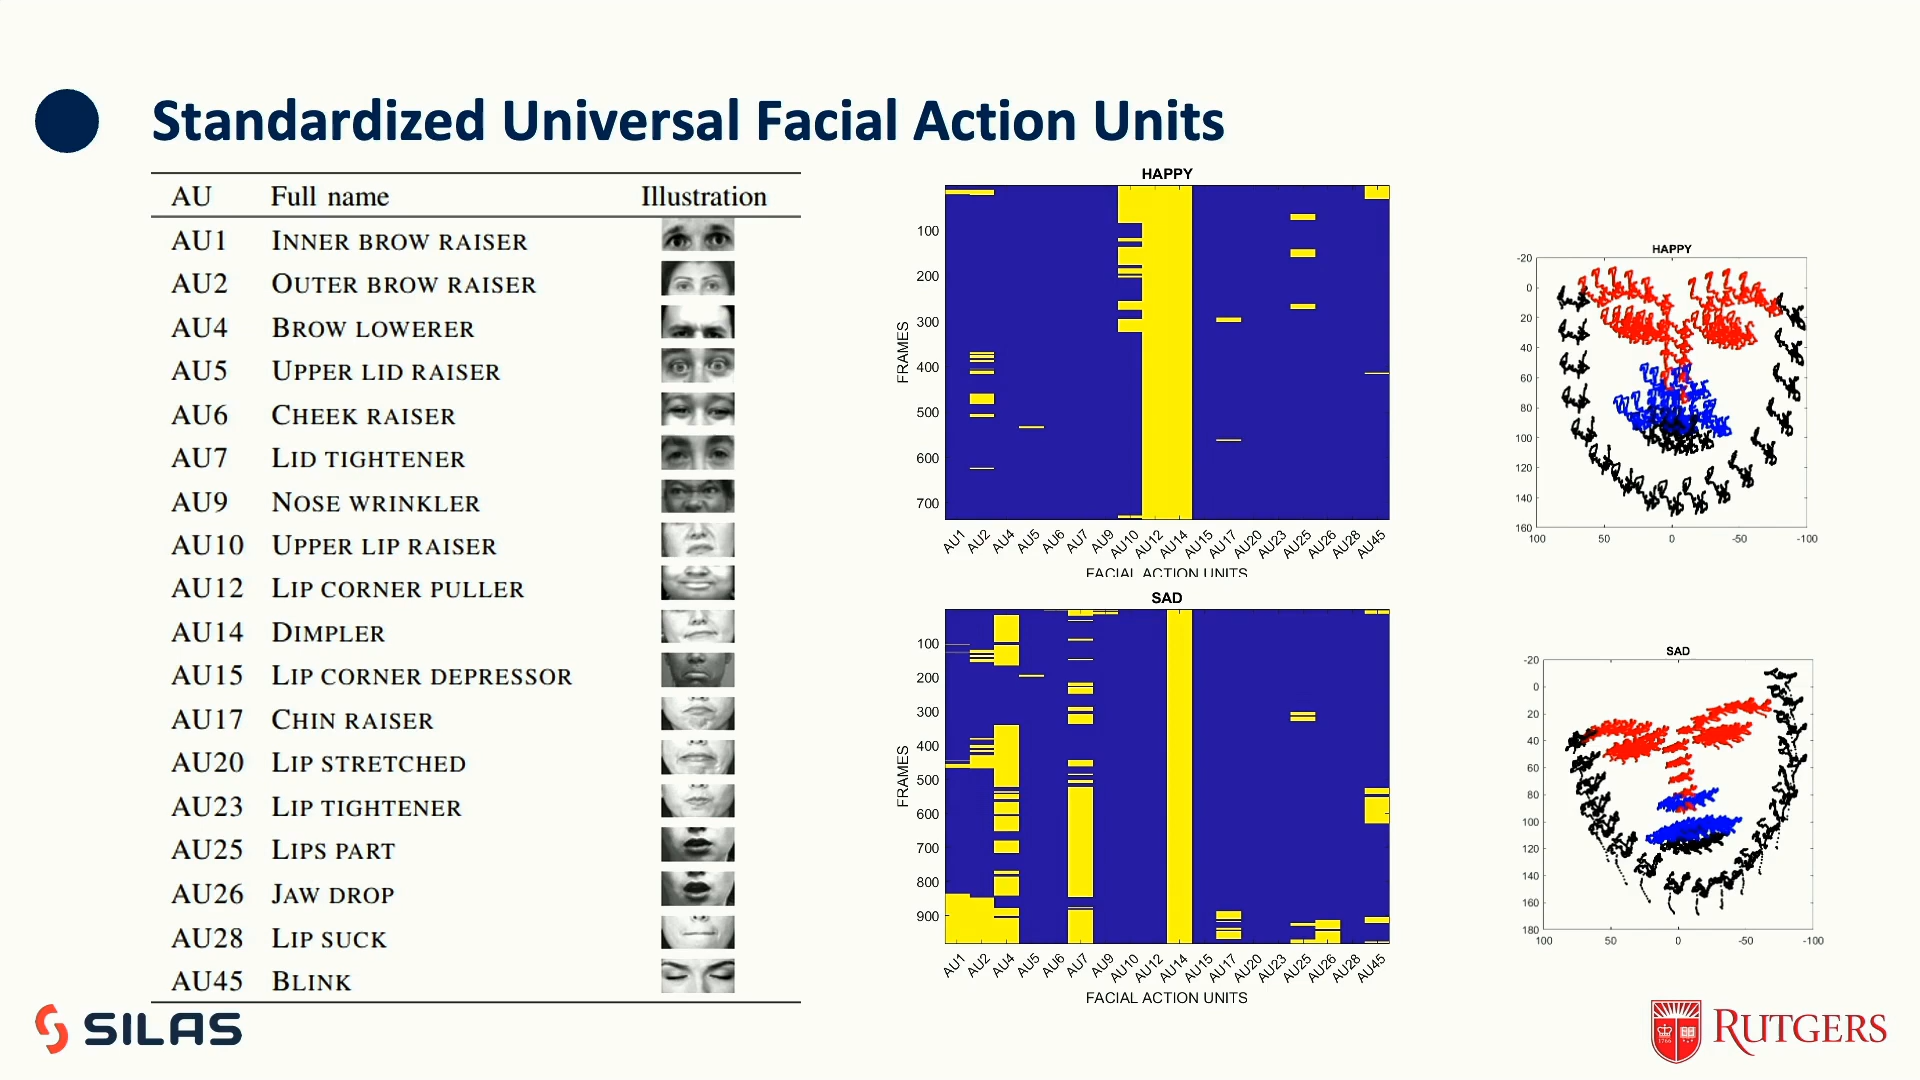 Standardized Universal Facial Action Units
AU Full name Illustration
AU1 INNER BROW RAISER
AU2 OUTER BROW RAISER
AU4 BROW LOWERER
AU5 UPPER LID RAISER
AU6 CHEEK RAISER
AU7 LID TIGHTENER
AU9 NOSE WRINKLER
AU10 UPPER LIP RAISER
AU12 LIP CORNER PULLER
AU14 DIMPLER
AU15 LIP CORNER DEPRESSOR
AU17 CHIN RAISER
AU20 LIP STRETCHED
AU23 LIP TIGHTENER
AU25 LIPS PART
AU26 JAW DROP
AU28 LIP SUCK
AU45 BLINK
HAPPY
FRAMES
100
200
300
400
500
600
700
AU1 AU2 AU4 AU5 AU6 AU7 AU9 AU10 AU12 AU14 AU15 AU17 AU20 AU23 AU25 AU26 AU28 AU45
FACIAL ACTION UNITS
HAPPY
-20
0
20
40
60
80
100
120
140
160
100 50 0 -50 -100
SAD
FRAMES
100
200
300
400
500
600
700
800
900
AU1 AU2 AU4 AU5 AU6 AU7 AU9 AU10 AU12 AU14 AU15 AU17 AU20 AU23 AU25 AU26 AU28 AU45
FACIAL ACTION UNITS
SAD
-20
0
20
40
60
80
100
120
140
160
180
100 50 0 -50 -100
SILAS
1766
RUTGERS